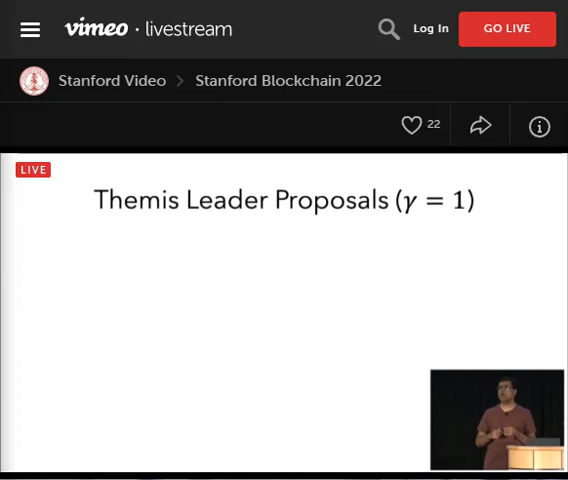 vimeo · livestream
Log In
GO LIVE
Stanford Video > Stanford Blockchain 2022
22
LIVE
Themis Leader Proposals (γ = 1)